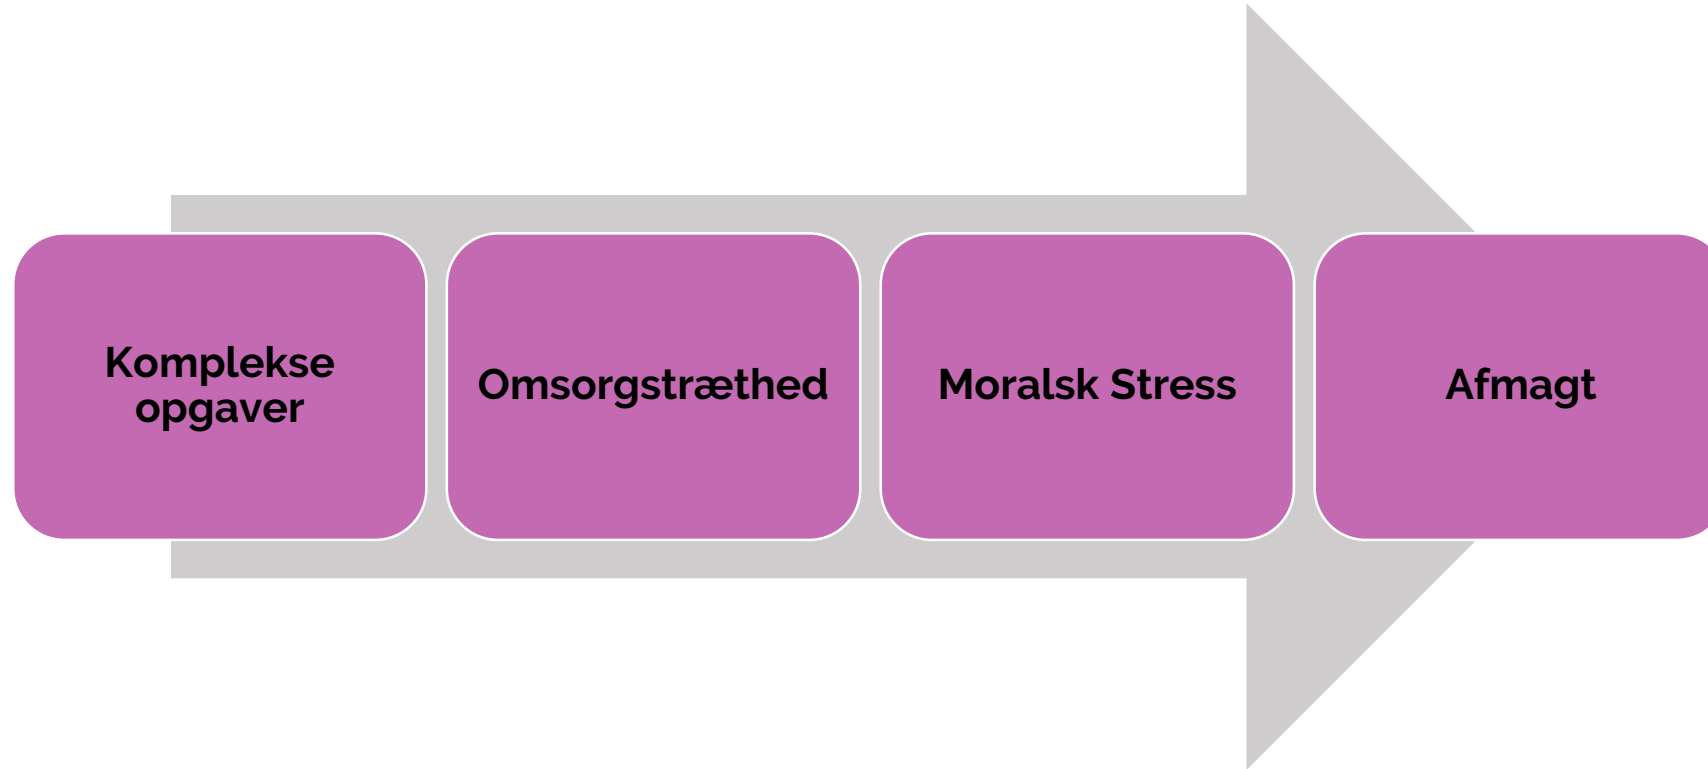 Komplekse
opgaver
Omsorgstræthed
Moralsk Stress
Afmagt